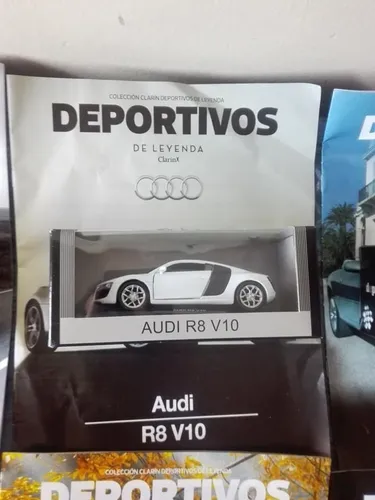 COLECCIÓN CLARÍN DEPORTIVOS DE LEYENDA
DEPORTIVOS
DE LEYENDA
Clarín
AUDI R8 V10
Audi
R8 V10
COLECCIÓN CLARÍN DEPORTIVOS DE LEYENDA
DEPORTIVOS